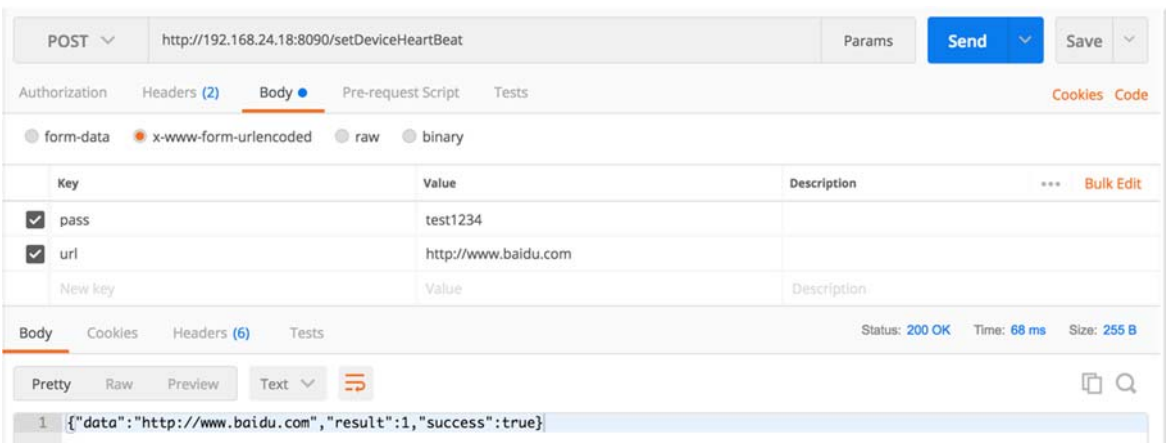 POST http://192.168.24.18:8090/setDeviceHeartBeat Params Send Save
Authorization Headers (2) Body Pre-request Script Tests Cookies Code
form-data x-www-form-urlencoded raw binary
Key Value Description ••• Bulk Edit
pass test1234
url http://www.baidu.com
New key Value Description
Body Cookies Headers (6) Tests Status: 200 OK Time: 68 ms Size: 255 B
Pretty Raw Preview Text
1 {"data":"http://www.baidu.com","result":1,"success":true}